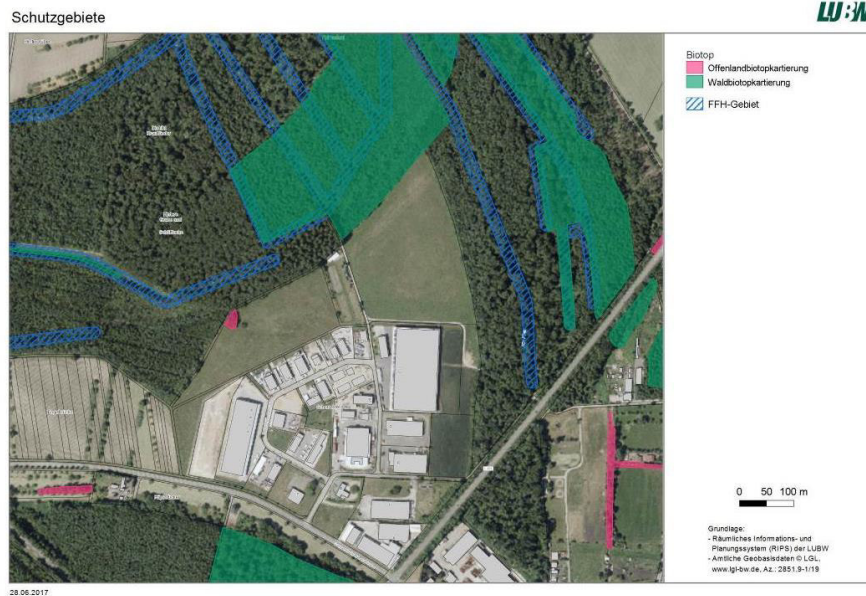 Schutzgebiete
LUBW
Biotop
Offenlandbiotopkartierung
Waldbiotopkartierung
FFH-Gebiet
0 50 100 m
Grundlage:
- Räumliches Informations- und
Planungssystem (RIPS) der LUBW
- Amtliche Geobasisdaten © LGL,
www.lgl-bw.de, Az.: 2851.9-1/19
28.06.2017